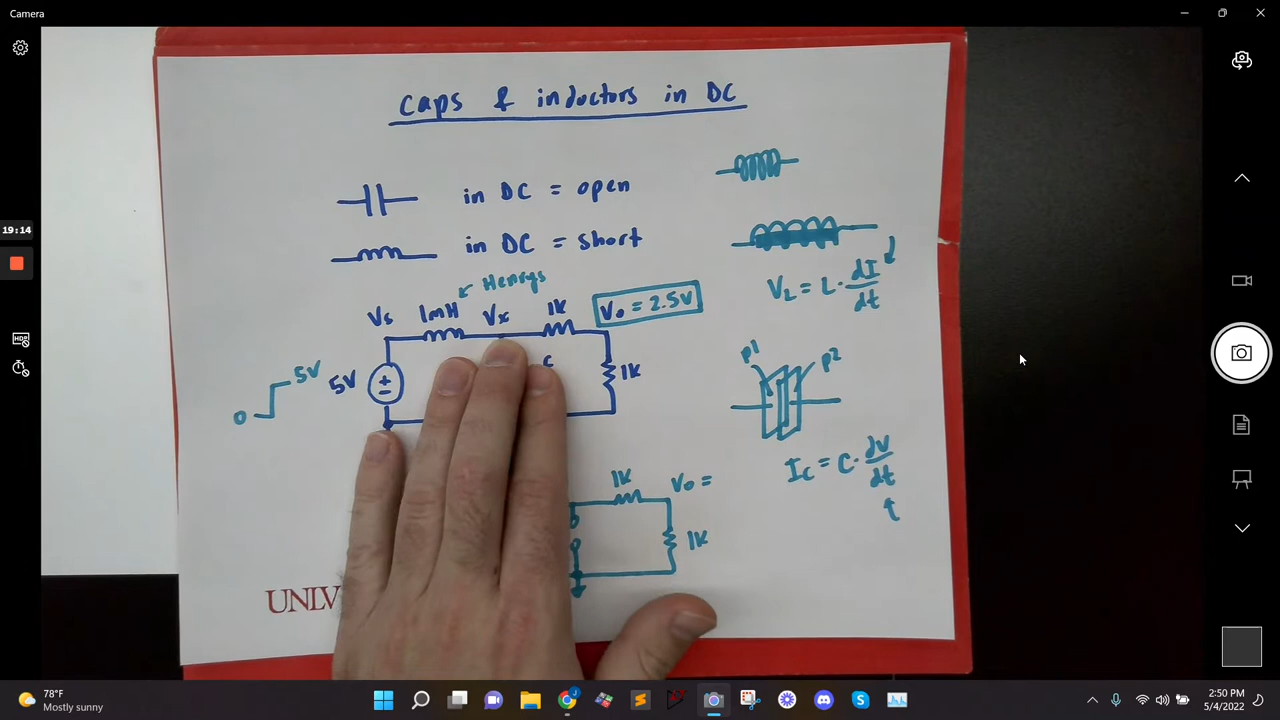 Camera
19:14
caps & inductors in DC
in DC = open
in DC = short
Henrys
Vs 1mH Vx 1k Vo = 2.5V
0 5V
5V
c
1k
VL = L · dI/dt
P1 P2
Ic = C · dV/dt
t
1k Vo =
1k
UNIV
78°F
Mostly sunny
2:50 PM
5/4/2022